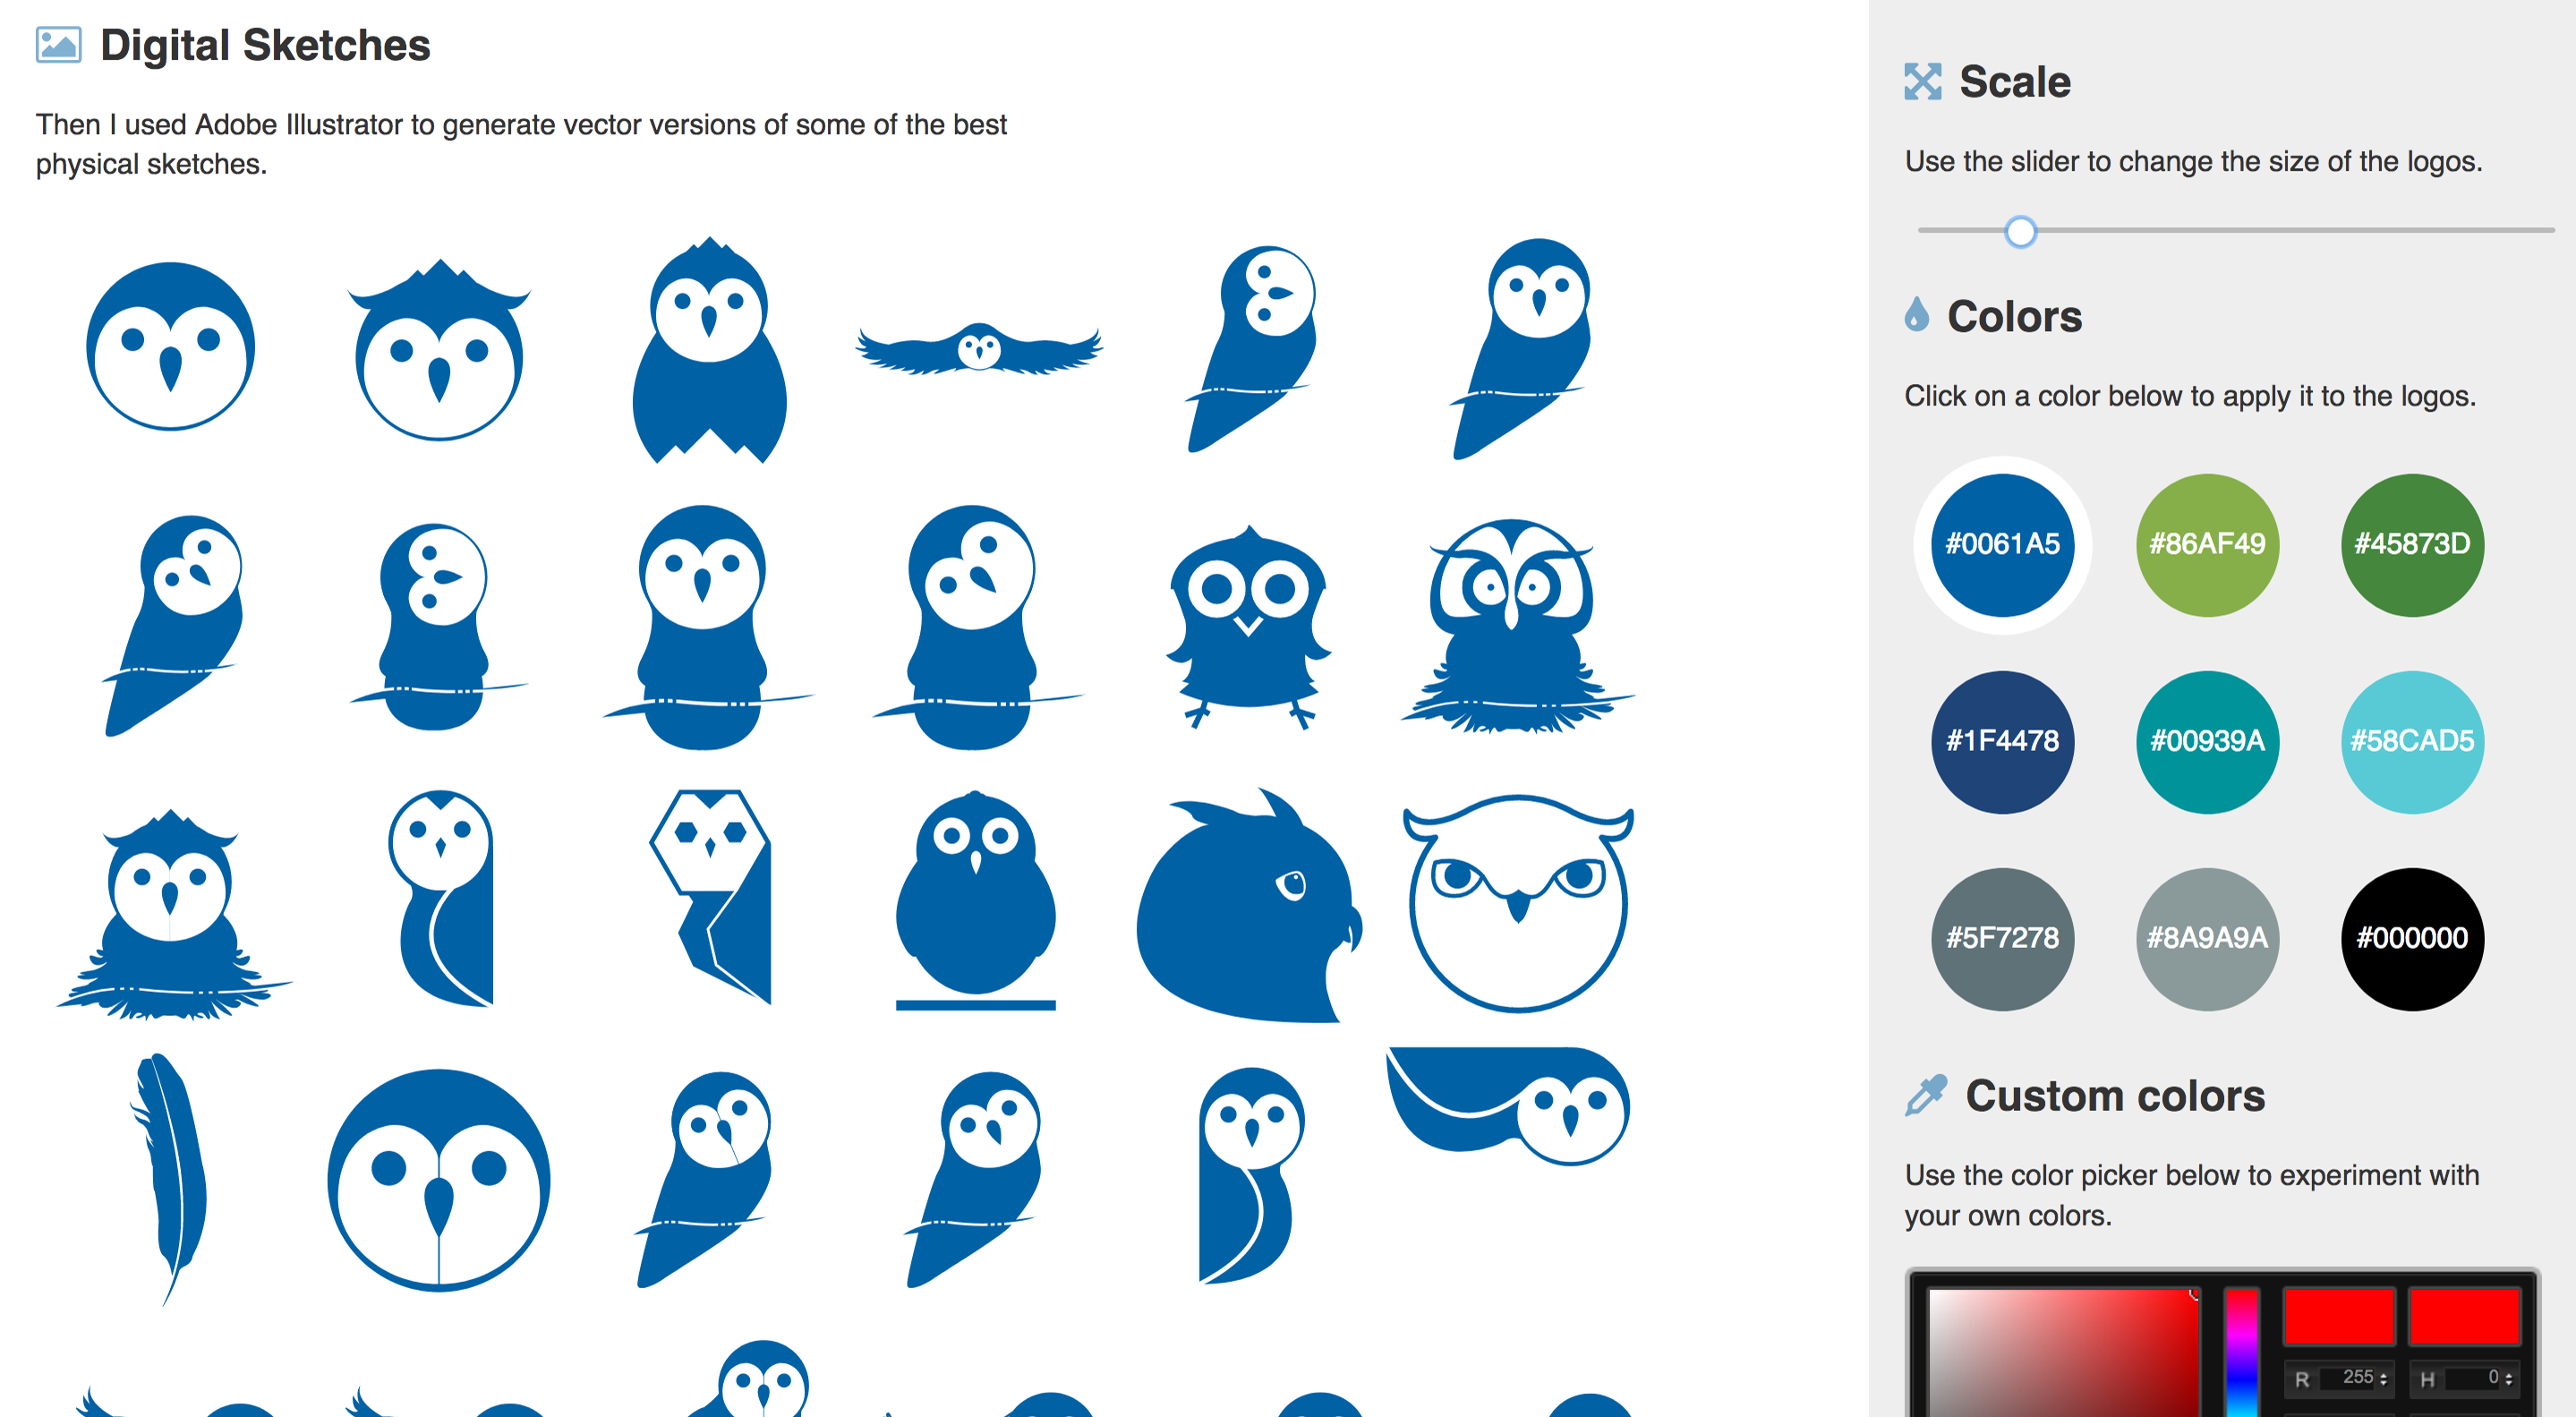 Digital Sketches
Then I used Adobe Illustrator to generate vector versions of some of the best
physical sketches.
Scale
Use the slider to change the size of the logos.
Colors
Click on a color below to apply it to the logos.
#0061A5 #86AF49 #45873D
#1F4478 #00939A #58CAD5
#5F7278 #8A9A9A #000000
Custom colors
Use the color picker below to experiment with
your own colors.
R 255 H 0